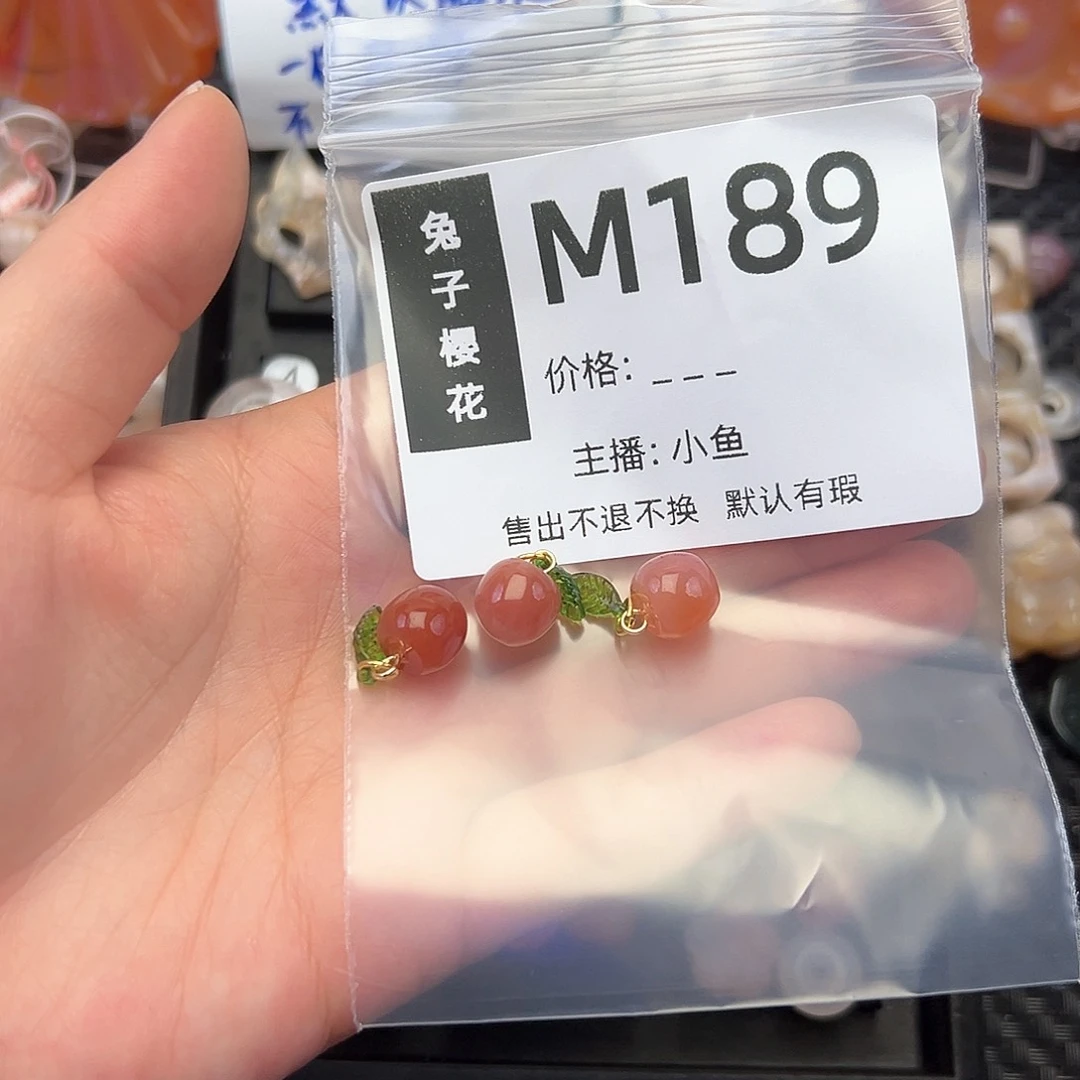 兔子樱花
M189
价格: _ _ _
主播: 小鱼
售出不退不换 默认有瑕